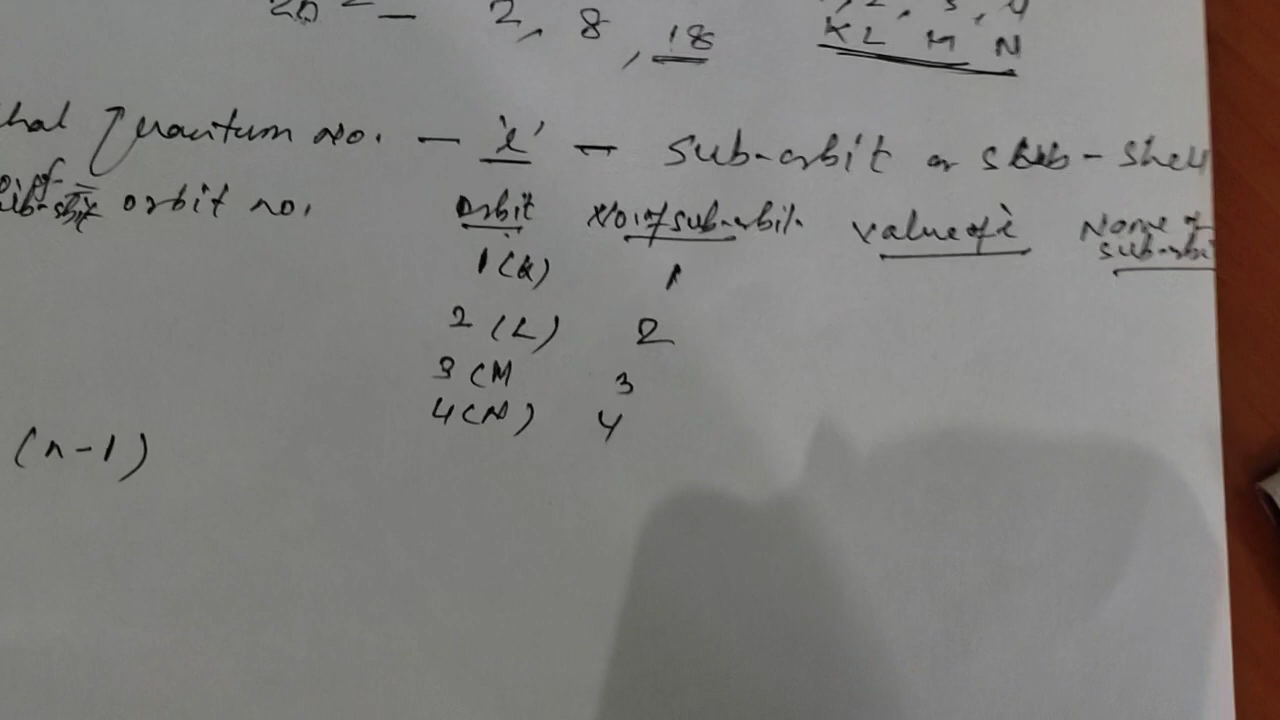 2, 8, 18 K L M N
Quantum no. - 'l' - sub-orbit or sub-shell
orbit no. orbit No. of sub-orbit value of l Name of
sub-orbi
1(K) 1
2 (L) 2
3 (M 3
4(N) 4
(n-1)